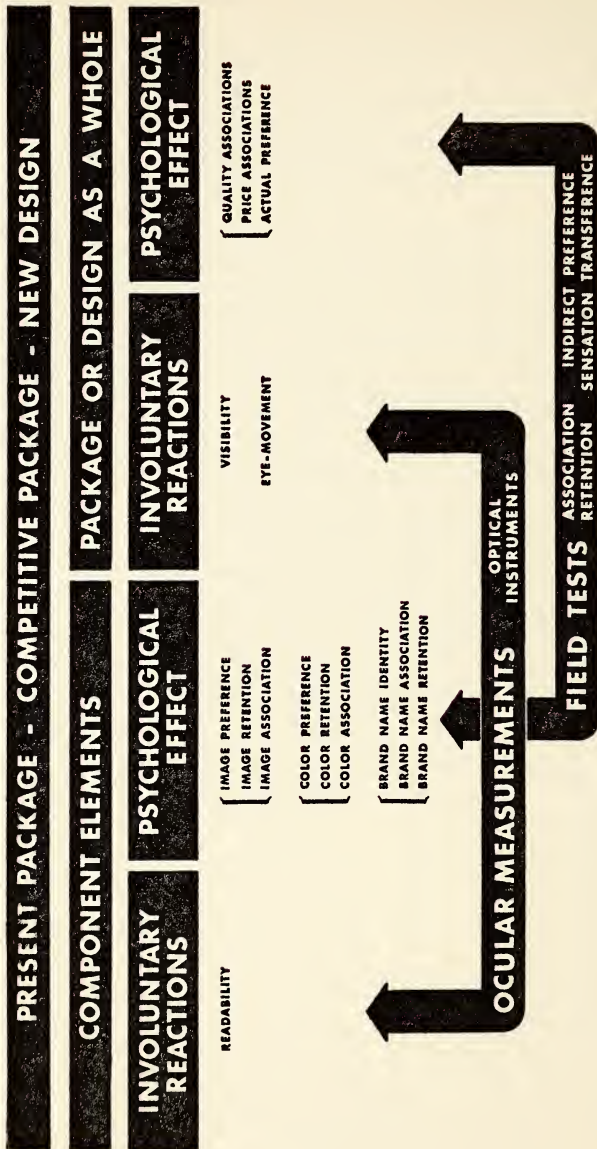 PRESENT PACKAGE - COMPETITIVE PACKAGE - NEW DESIGN
COMPONENT ELEMENTS
PACKAGE OR DESIGN AS A WHOLE
INVOLUNTARY
REACTIONS
PSYCHOLOGICAL
EFFECT
INVOLUNTARY
REACTIONS
PSYCHOLOGICAL
EFFECT
READABILITY
IMAGE PREFERENCE
IMAGE RETENTION
IMAGE ASSOCIATION
COLOR PREFERENCE
COLOR RETENTION
COLOR ASSOCIATION
BRAND NAME IDENTITY
BRAND NAME ASSOCIATION
BRAND NAME RETENTION
VISIBILITY
EYE-MOVEMENT
QUALITY ASSOCIATIONS
PRICE ASSOCIATIONS
ACTUAL PREFERENCE
OCULAR MEASUREMENTS
OPTICAL
INSTRUMENTS
FIELD TESTS
ASSOCIATION
RETENTION
INDIRECT PREFERENCE
SENSATION TRANSFERENCE